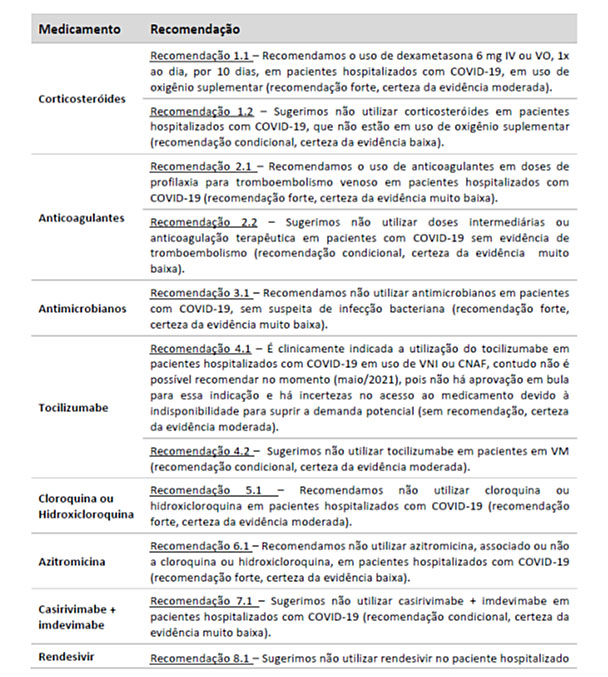 Medicamento Recomendação
Recomendação 1.1 – Recomendamos o uso de dexametasona 6 mg IV ou VO, 1x
ao dia, por 10 dias, em pacientes hospitalizados com COVID-19, em uso de
oxigênio suplementar (recomendação forte, certeza da evidência moderada).
Corticosteróides
Recomendação 1.2 – Sugerimos não utilizar corticosteróides em pacientes
hospitalizados com COVID-19, que não estão em uso de oxigênio suplementar
(recomendação condicional, certeza da evidência baixa).
Recomendação 2.1 – Recomendamos o uso de anticoagulantes em doses de
profilaxia para tromboembolismo venoso em pacientes hospitalizados com
COVID-19 (recomendação forte, certeza da evidência muito baixa).
Anticoagulantes
Recomendação 2.2 – Sugerimos não utilizar doses intermediárias ou
anticoagulação terapêutica em pacientes com COVID-19 sem evidência de
tromboembolismo (recomendação condicional, certeza da evidência muito
baixa).
Antimicrobianos
Recomendação 3.1 – Recomendamos não utilizar antimicrobianos em pacientes
com COVID-19, sem suspeita de infecção bacteriana (recomendação forte,
certeza da evidência muito baixa).
Tocilizumabe
Recomendação 4.1 – É clinicamente indicada a utilização do tocilizumabe em
pacientes hospitalizados com COVID-19 em uso de VNI ou CNAF, contudo não é
possível recomendar no momento (maio/2021), pois não há aprovação em bula
para essa indicação e há incertezas no acesso ao medicamento devido à
indisponibilidade para suprir a demanda potencial (sem recomendação, certeza
da evidência moderada).
Recomendação 4.2 – Sugerimos não utilizar tocilizumabe em pacientes em VM
(recomendação condicional, certeza da evidência moderada).
Cloroquina ou
Hidroxicloroquina
Recomendação 5.1 – Recomendamos não utilizar cloroquina ou
hidroxicloroquina em pacientes hospitalizados com COVID-19 (recomendação
forte, certeza da evidência moderada).
Azitromicina
Recomendação 6.1 – Recomendamos não utilizar azitromicina, associado ou não
a cloroquina ou hidroxicloroquina, em pacientes hospitalizados com COVID-19
(recomendação forte, certeza da evidência baixa).
Casirivimabe +
imdevimabe
Recomendação 7.1 – Sugerimos não utilizar casirivimabe + imdevimabe em
pacientes hospitalizados com COVID-19 (recomendação condicional, certeza da
evidência muito baixa).
Rendesivir
Recomendação 8.1 – Sugerimos não utilizar rendesivir no paciente hospitalizado